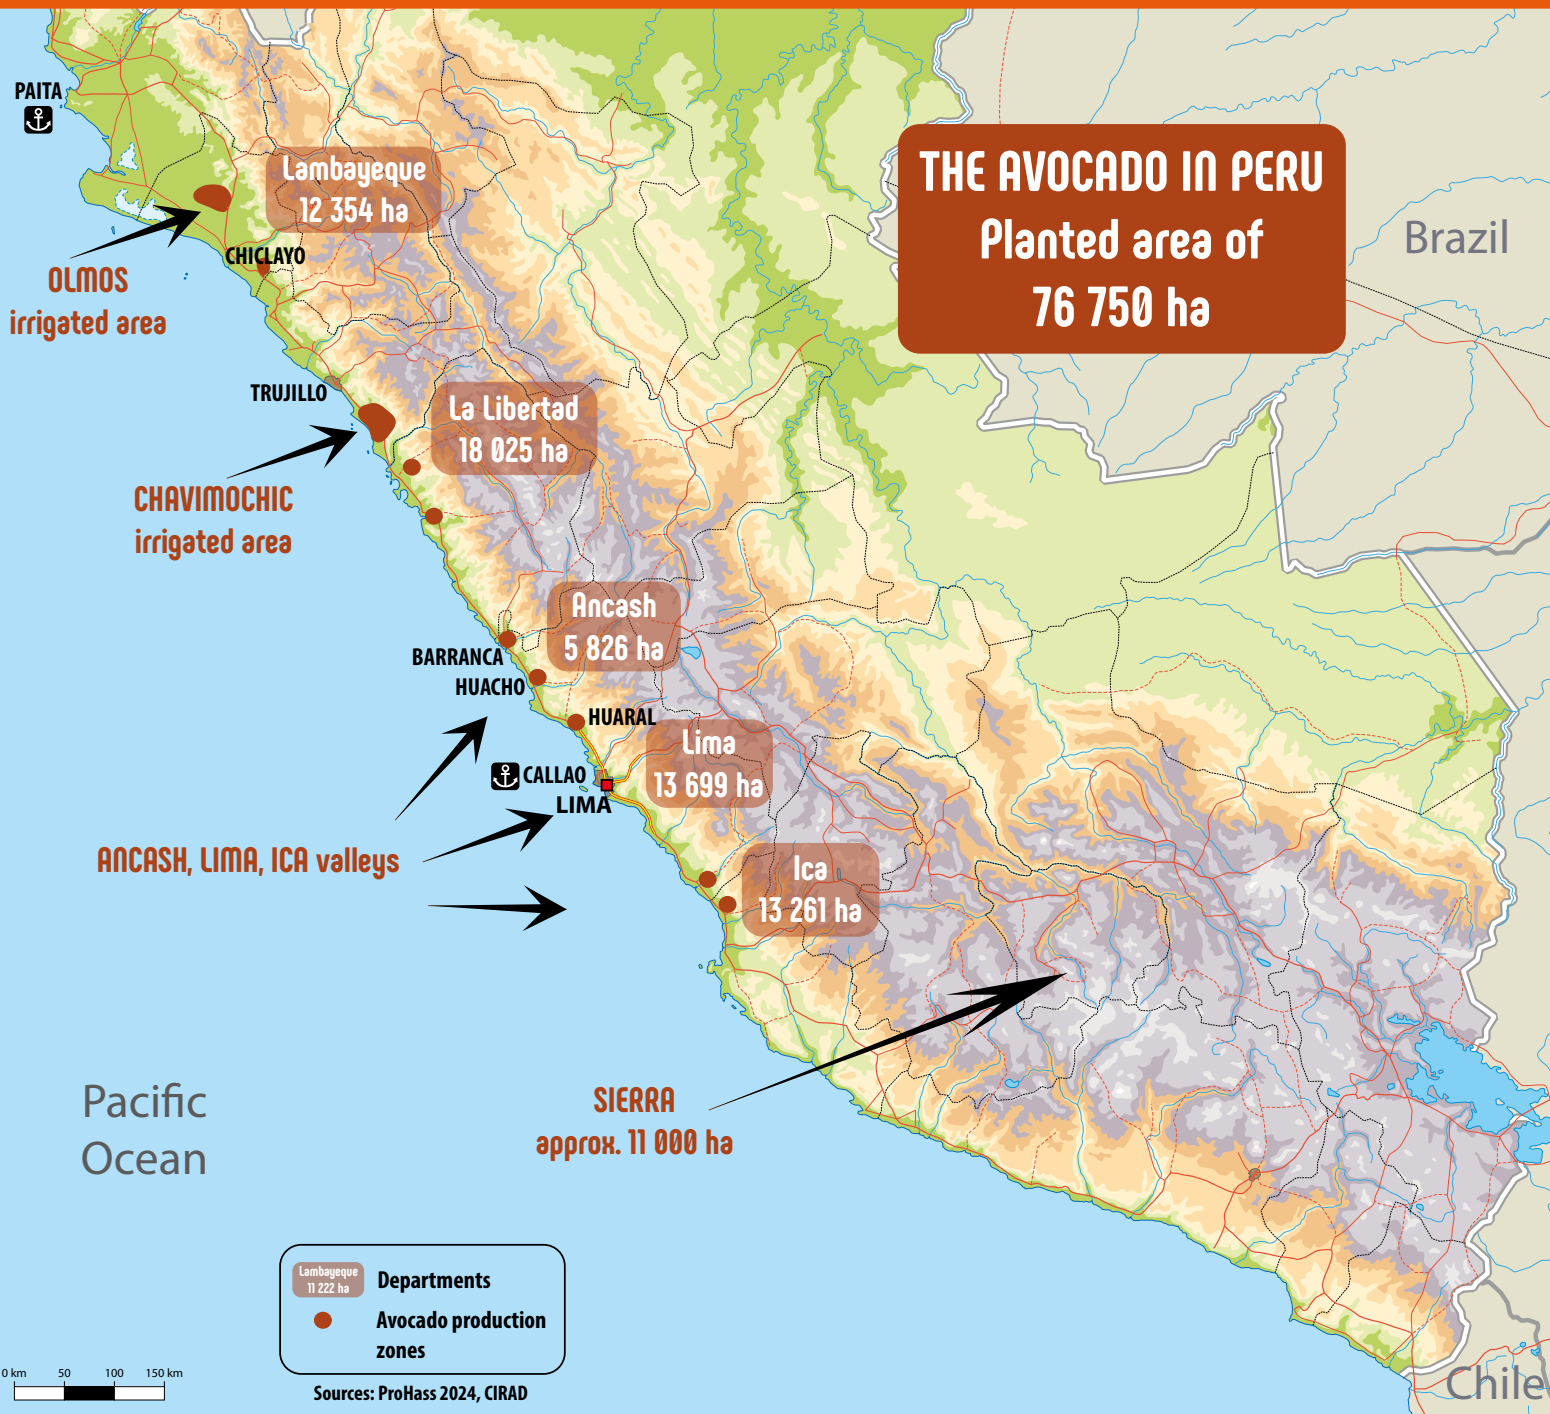 THE AVOCADO IN PERU
Planted area of
76 750 ha
PAITA
Lambayeque
12 354 ha
CHICLAYO
OLMOS
irrigated area
Brazil
TRUJILLO
La Libertad
18 025 ha
CHAVIMOCHIC
irrigated area
Ancash
5 826 ha
BARRANCA
HUACHO
HUARAL
Lima
13 699 ha
CALLAO
LIMA
ANCASH, LIMA, ICA valleys
Ica
13 261 ha
SIERRA
approx. 11 000 ha
Pacific
Ocean
Lambayeque
11 222 ha
Departments
Avocado production
zones
0 km 50 100 150 km
Sources: ProHass 2024, CIRAD
Chile